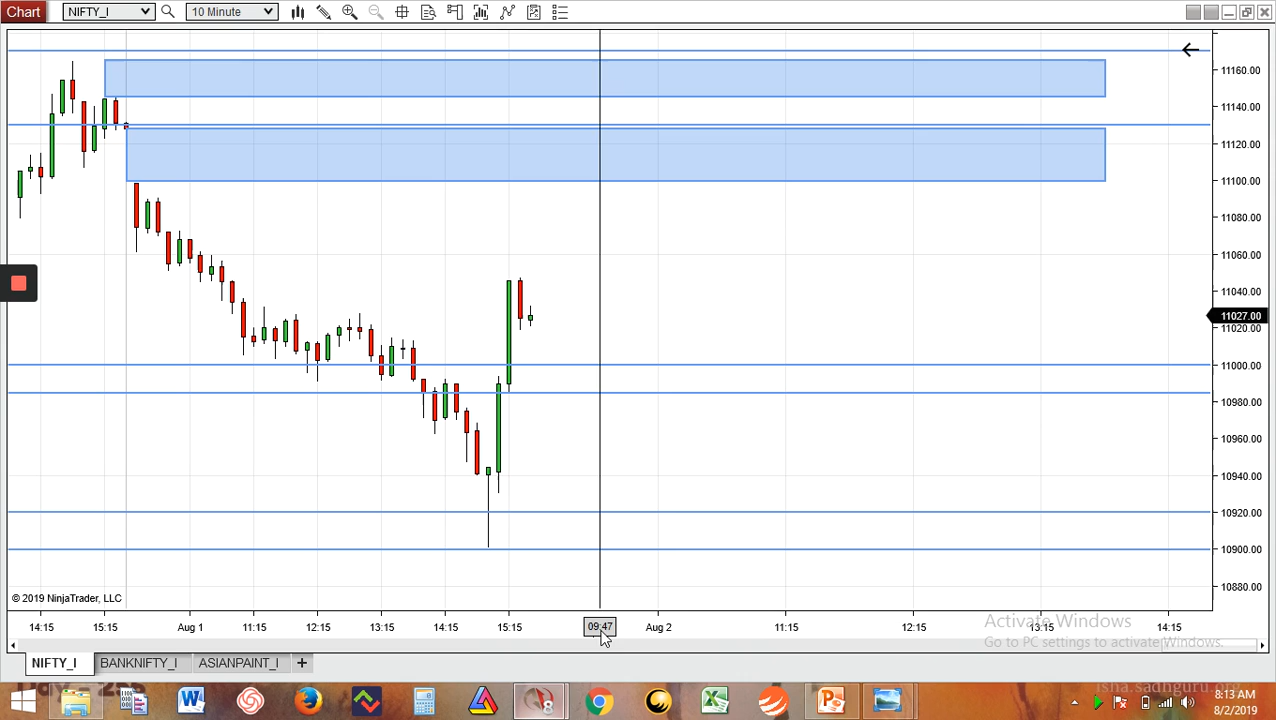 Chart NIFTY_I 10 Minute
11160.00
11140.00
11120.00
11100.00
11080.00
11060.00
11040.00
11027.00
11020.00
11000.00
10980.00
10960.00
10940.00
10920.00
10900.00
10880.00
© 2019 NinjaTrader, LLC
14:15 15:15 Aug 1 11:15 12:15 13:15 14:15 15:15 09:47 Aug 2 11:15 12:15 13:15 14:15
Activate Windows
Go to PC settings to activate Windows.
NIFTY_I BANKNIFTY_I ASIANPAINT_I +
isha.sadhguru.org
8:13 AM
8/2/2019